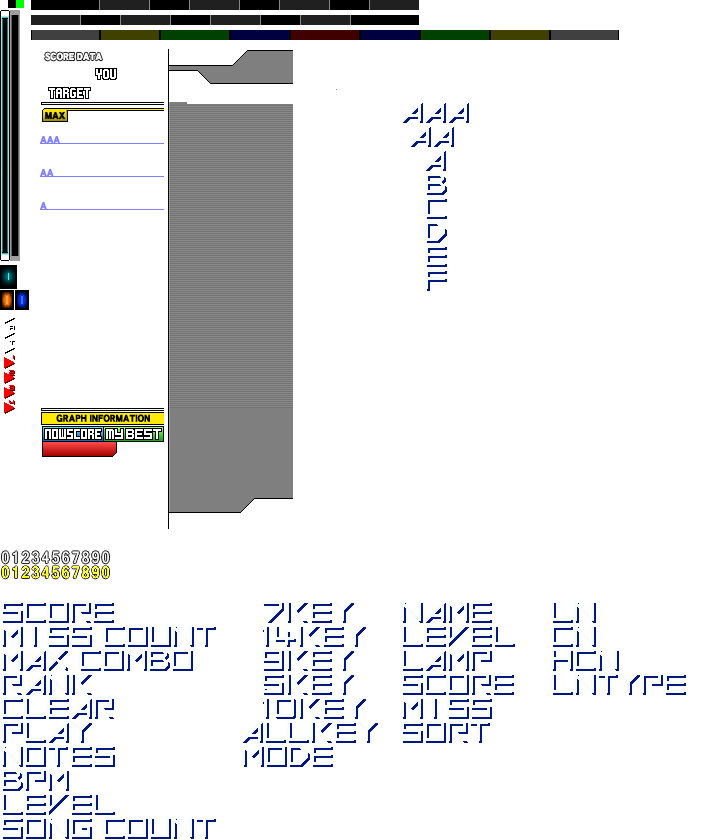 SCORE DATA
YOU
TARGET
MAX
AAA
AA
A
AAA
AA
A
B
C
D
E
F
GRAPH INFORMATION
NOWSCORE MY BEST
01234567890
01234567890
SCORE 7KEY NAME LN
MISS COUNT 14KEY LEVEL CN
MAX COMBO 9KEY LAMP HCN
RANK 5KEY SCORE LNTYPE
CLEAR 10KEY MISS
PLAY ALLKEY SORT
NOTES MODE
BPM
LEVEL
SONG COUNT